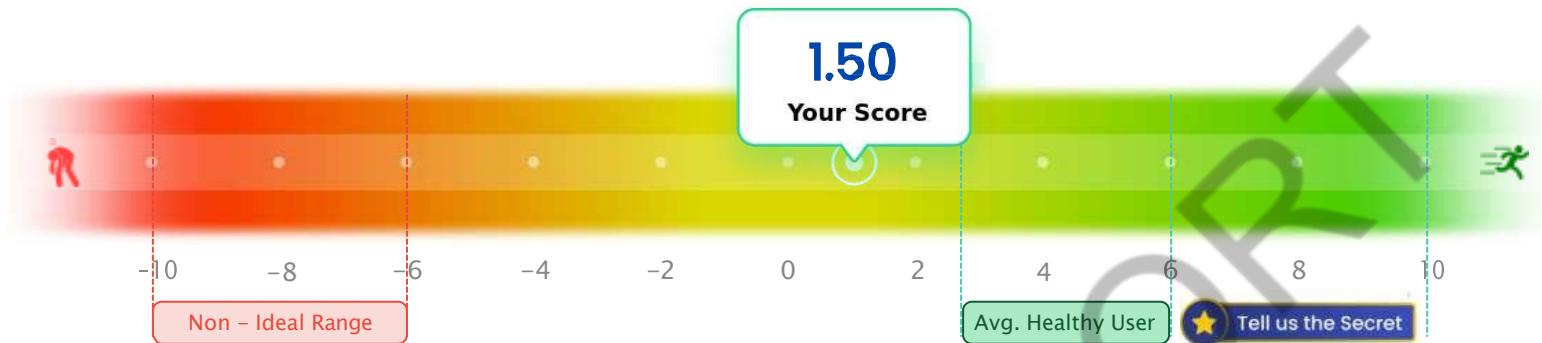 1.50
Your Score
-10 -8 -6 -4 -2 0 2 4 6 8 10
Non - Ideal Range
Avg. Healthy User
Tell us the Secret
ORT